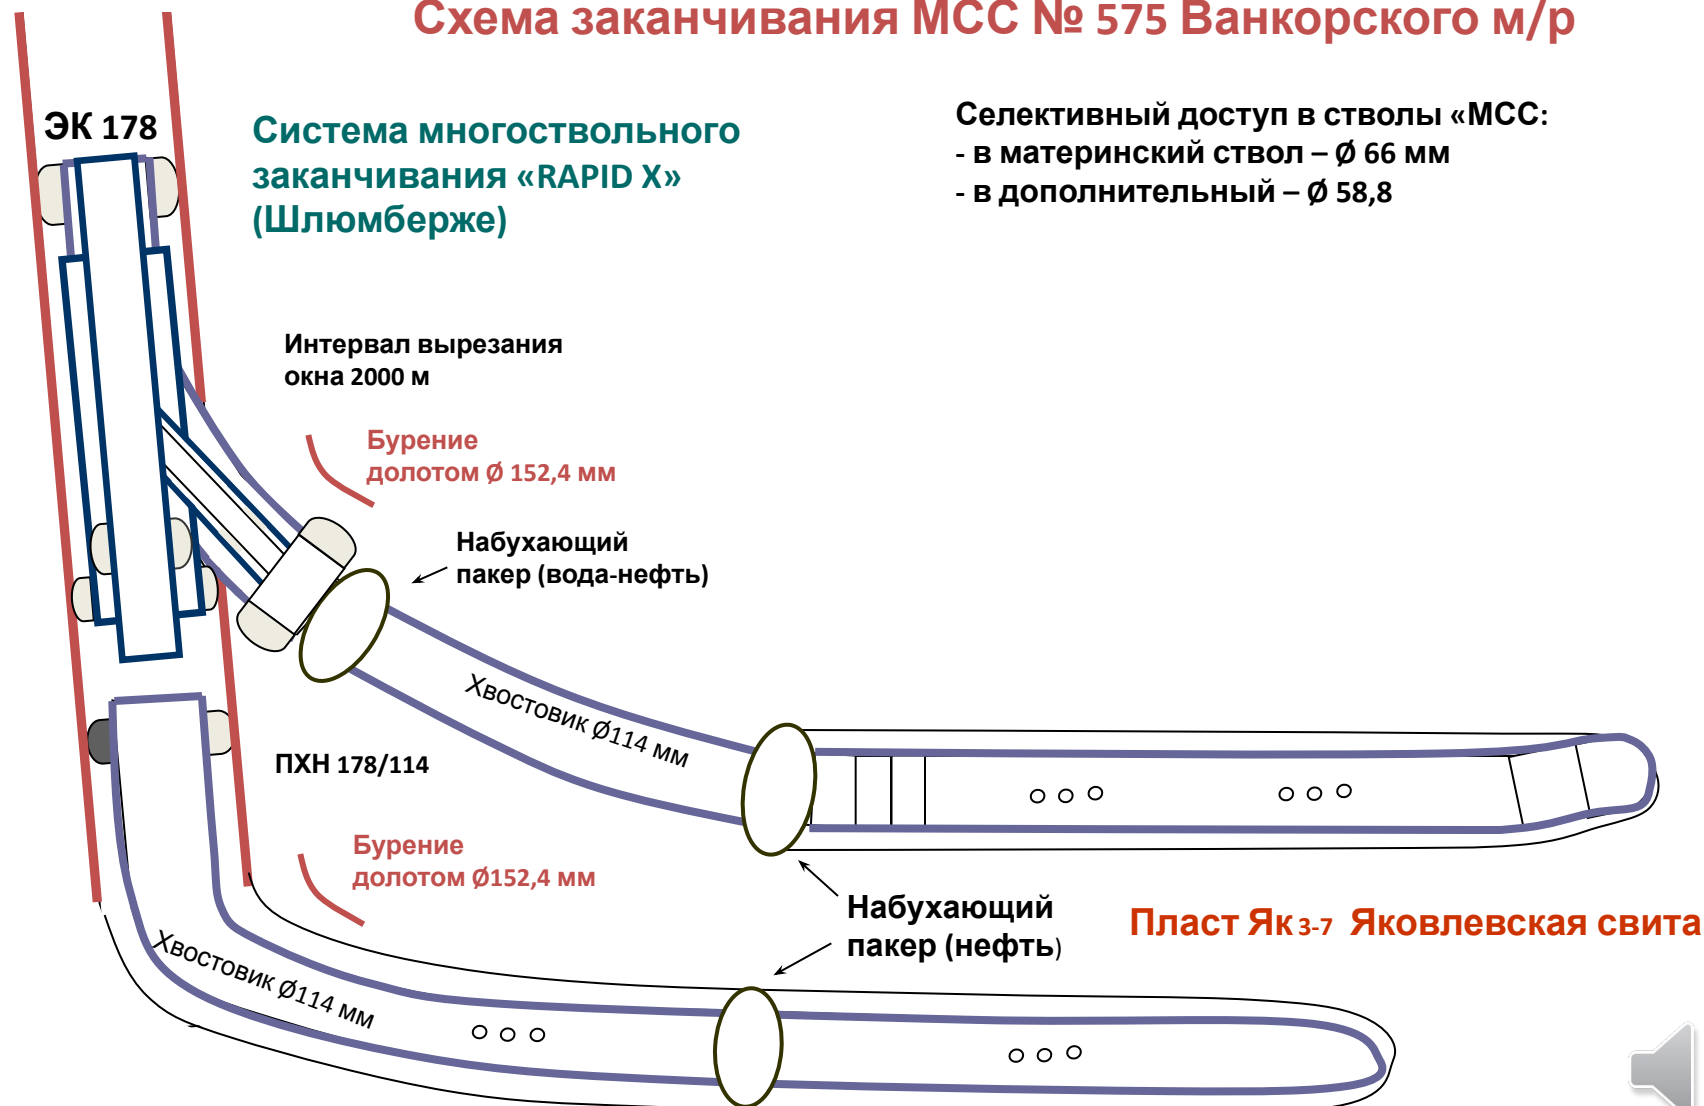 Схема заканчивания МСС № 575 Ванкорского м/р
ЭК 178
Система многоствольного
заканчивания «RAPID X»
(Шлюмберже)
Селективный доступ в стволы «МСС:
- в материнский ствол – Ø 66 мм
- в дополнительный – Ø 58,8
Интервал вырезания
окна 2000 м
Бурение
долотом Ø 152,4 мм
Набухающий
пакер (вода-нефть)
Хвостовик Ø114 мм
ПХН 178/114
Бурение
долотом Ø152,4 мм
Набухающий
пакер (нефть)
Пласт Як 3-7 Яковлевская свита
Хвостовик Ø114 мм